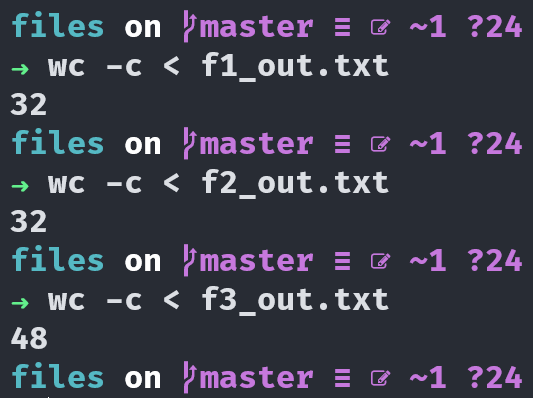 files on master ≡ ~1 ?24
→ wc -c < f1_out.txt
32
files on master ≡ ~1 ?24
→ wc -c < f2_out.txt
32
files on master ≡ ~1 ?24
→ wc -c < f3_out.txt
48
files on master ≡ ~1 ?24